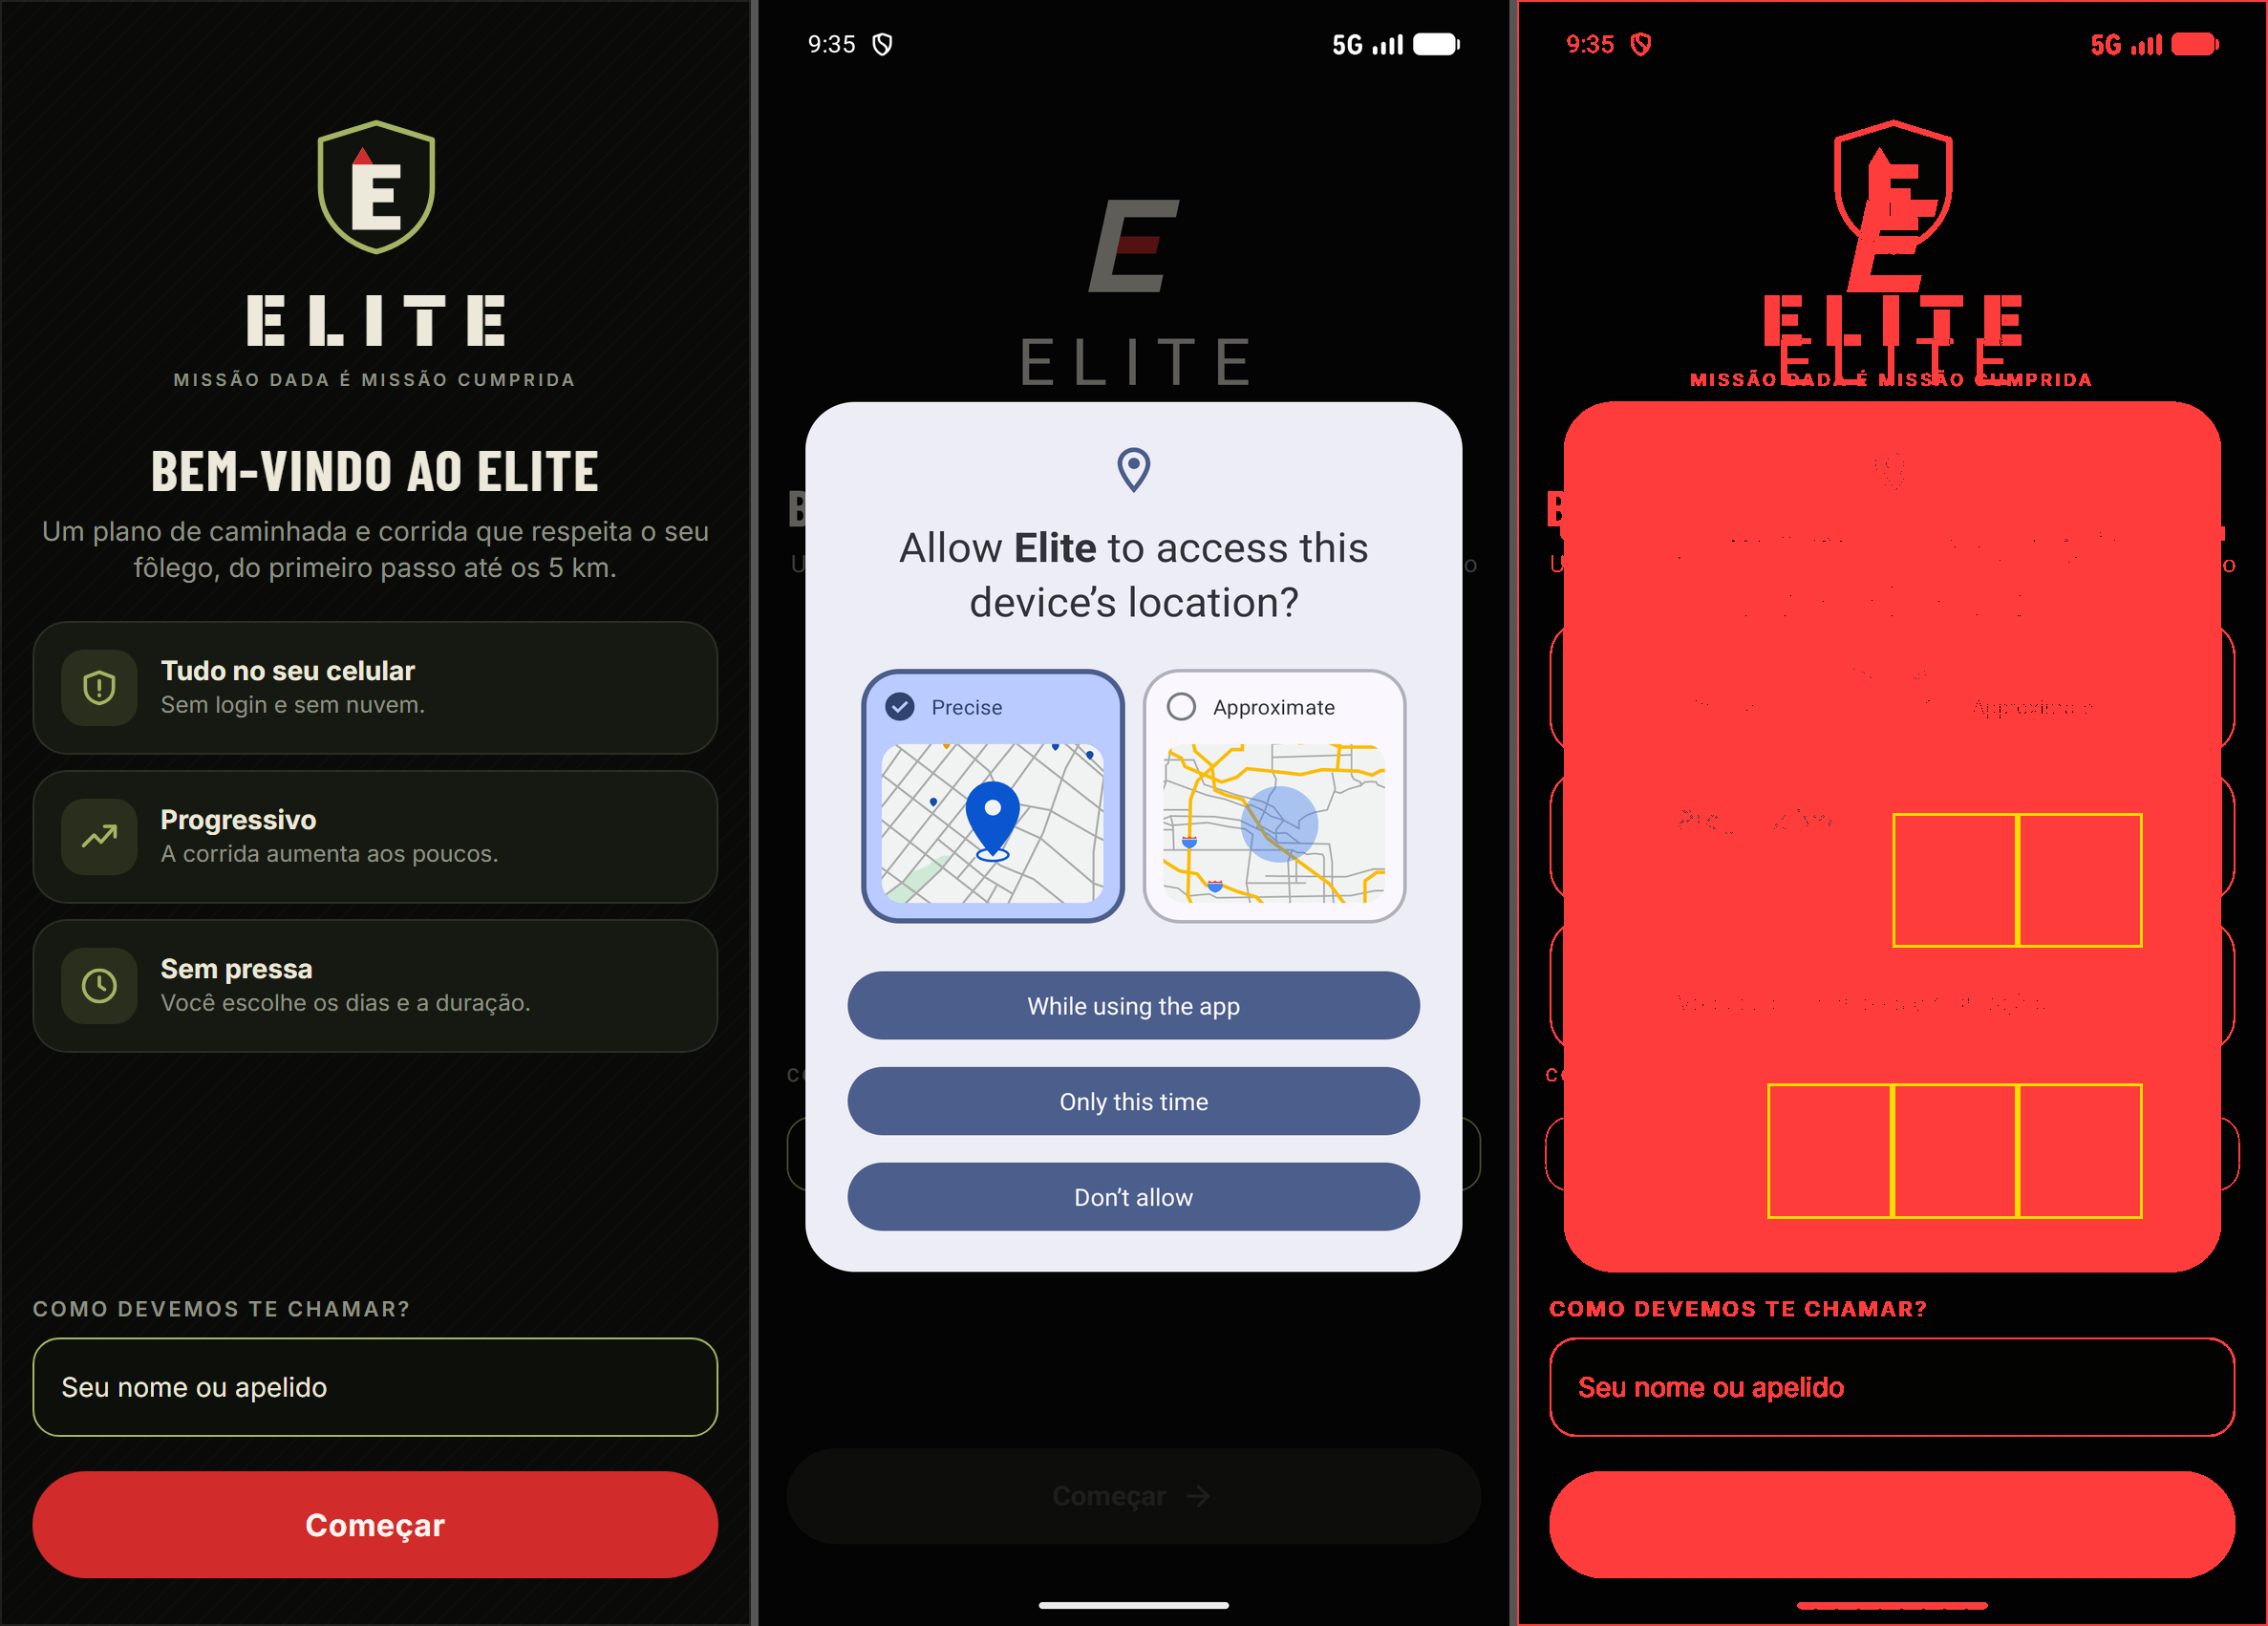 E
ELITE
MISSÃO DADA É MISSÃO CUMPRIDA
BEM-VINDO AO ELITE
Um plano de caminhada e corrida que respeita o seu
fôlego, do primeiro passo até os 5 km.
Tudo no seu celular
Sem login e sem nuvem.
Progressivo
A corrida aumenta aos poucos.
Sem pressa
Você escolhe os dias e a duração.
COMO DEVEMOS TE CHAMAR?
Seu nome ou apelido
Começar
9:35 5G
E
ELITE
Allow Elite to access this
device’s location?
Precise Approximate
While using the app
Only this time
Don’t allow
Começar
9:35 5G
E
E
ELITE
ELITE
MISSÃO DADA É MISSÃO CUMPRIDA
Approximate
COMO DEVEMOS TE CHAMAR?
Seu nome ou apelido